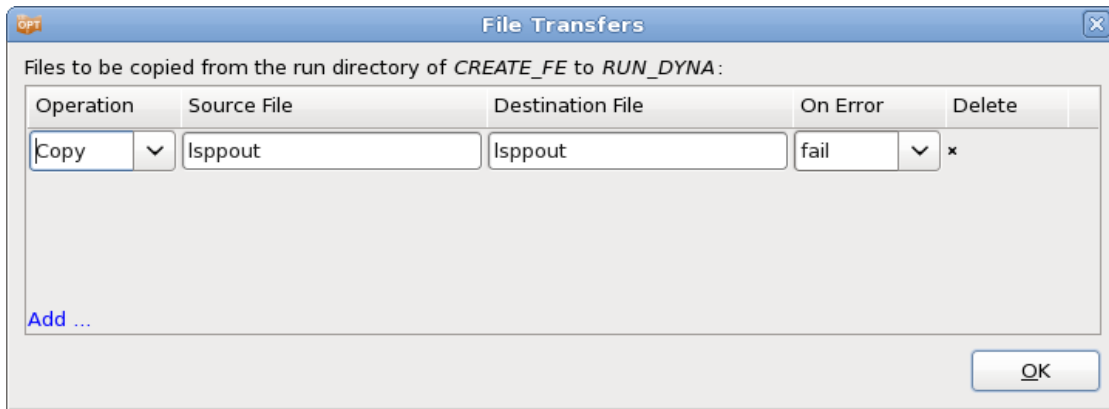 OPT File Transfers
Files to be copied from the run directory of CREATE_FE to RUN_DYNA:
Operation Source File Destination File On Error Delete
Copy lsppout lsppout fail ×
Add ...
OK